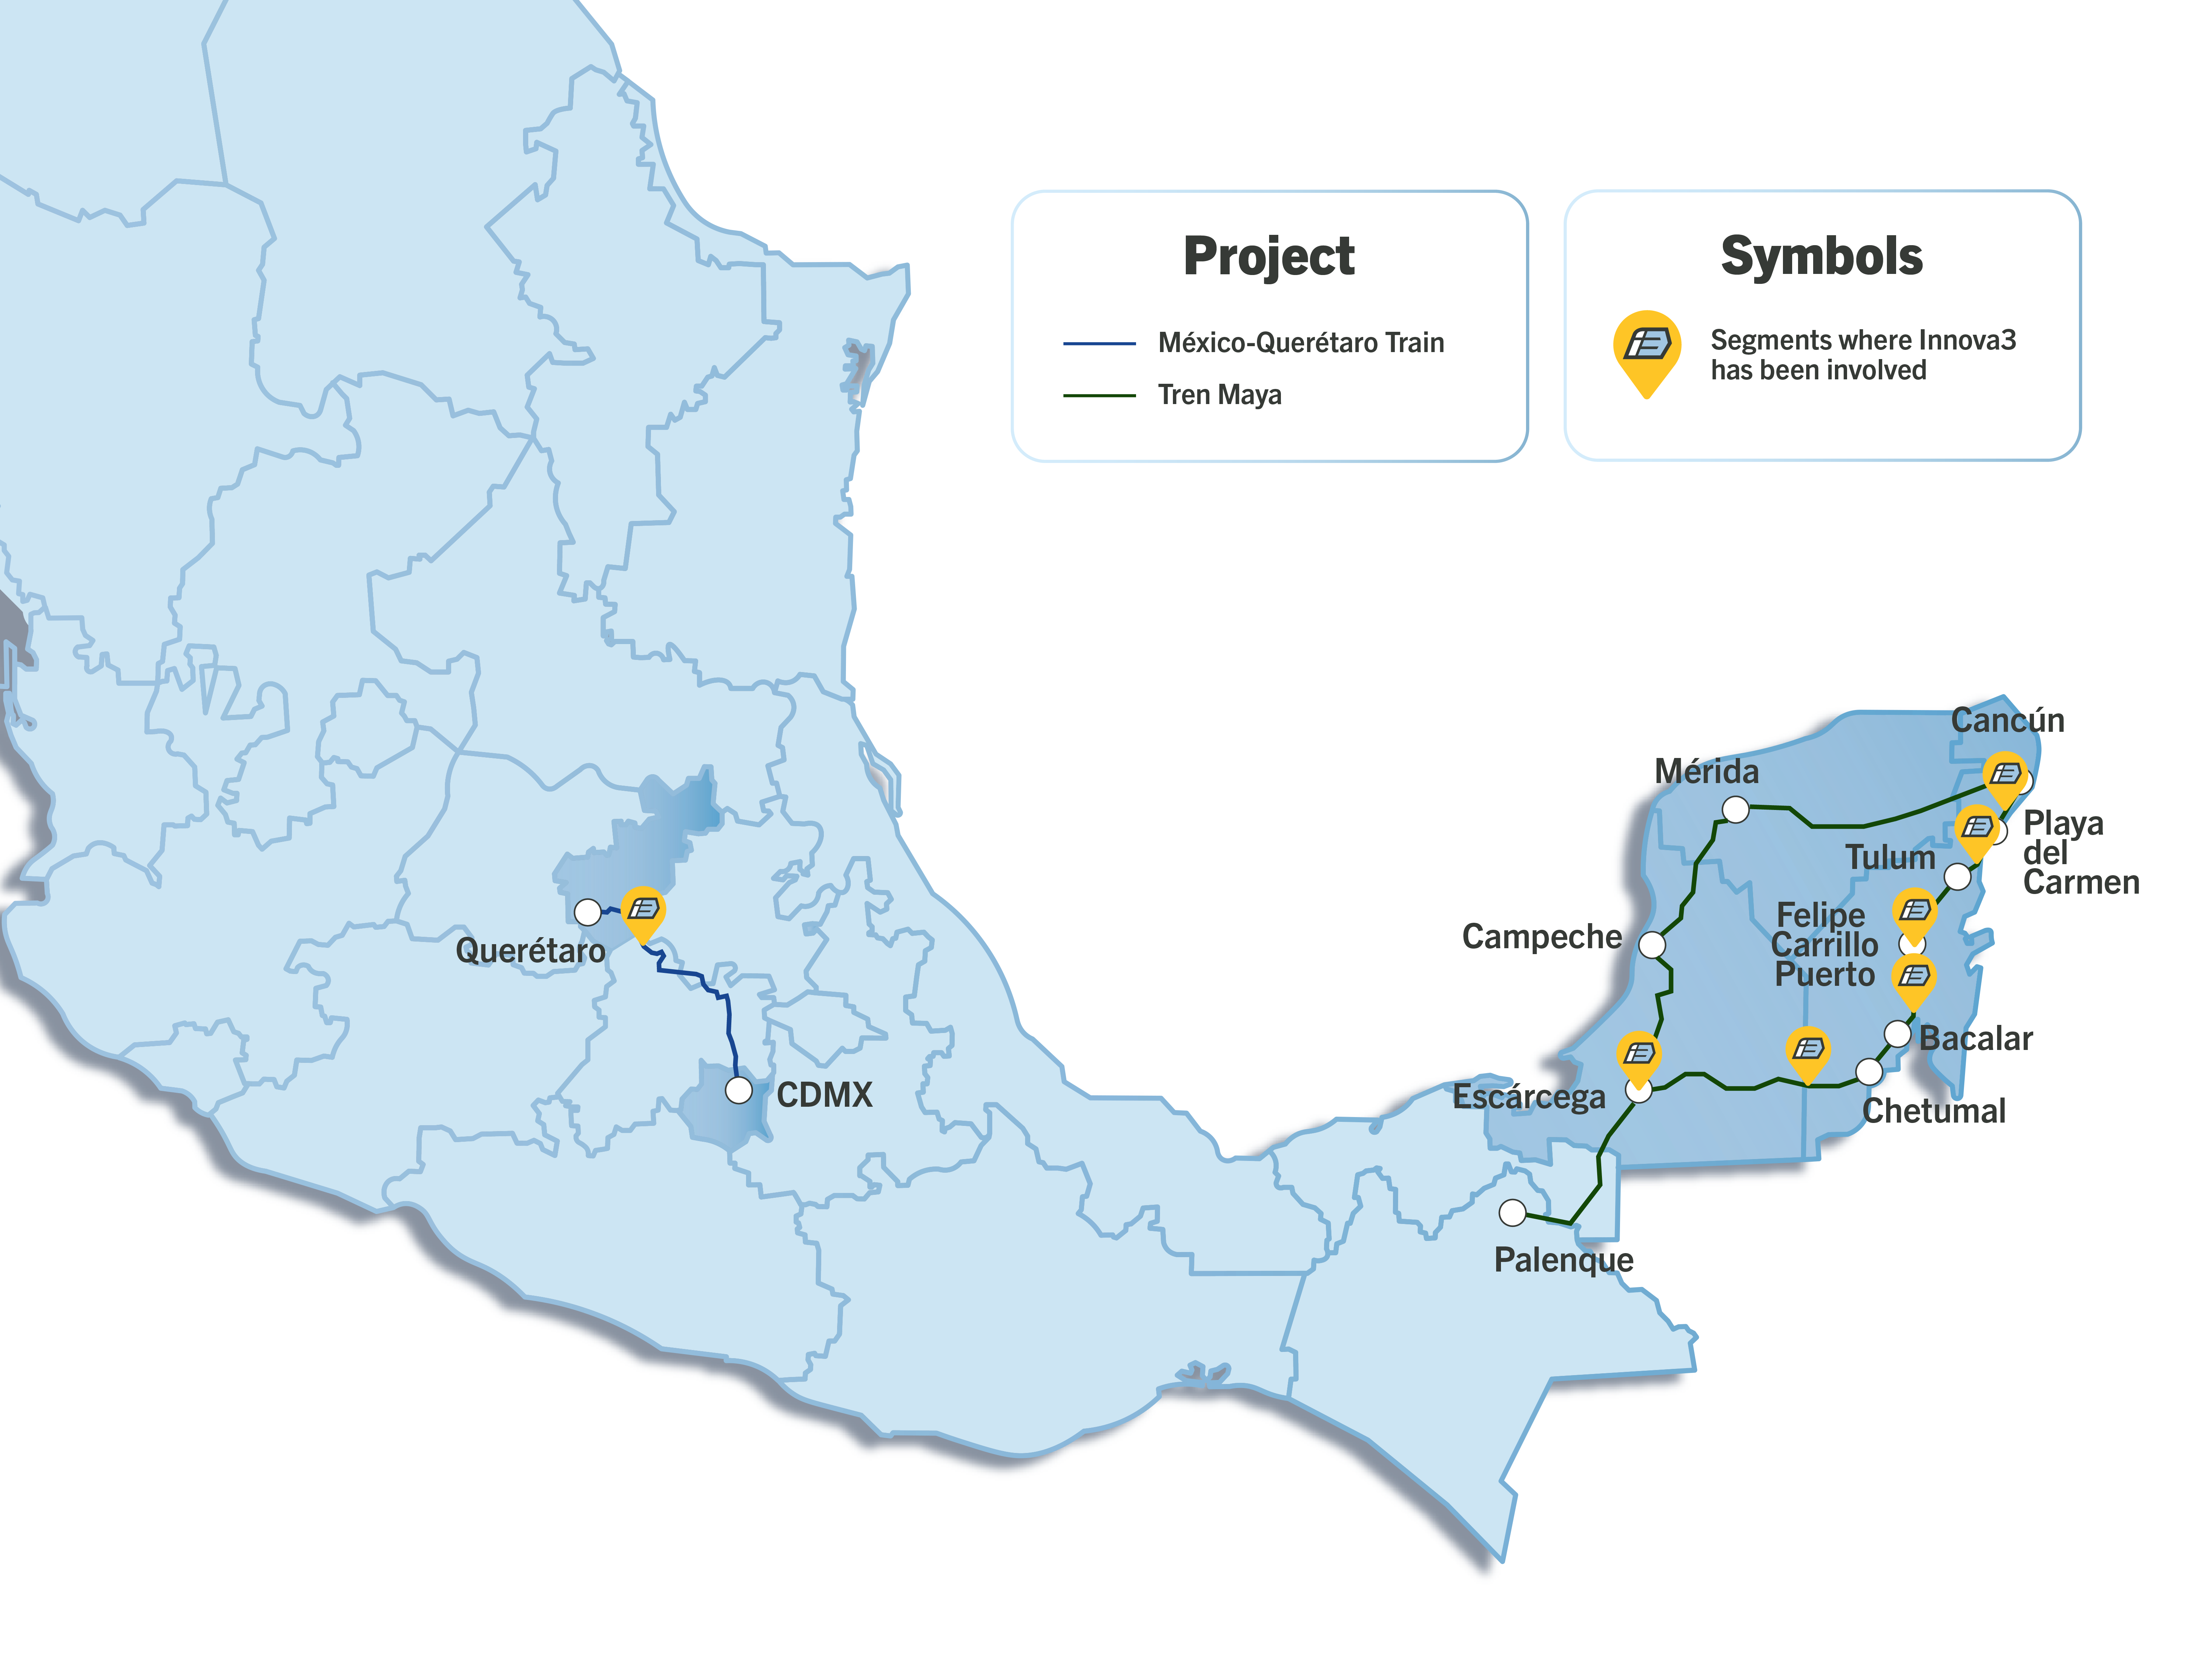 Project
México-Querétaro Train
Tren Maya
Symbols
Segments where Innova3
has been involved
Cancún
Mérida
Playa
del
Carmen
Tulum
Felipe
Carrillo
Puerto
Campeche
Querétaro
Bacalar
CDMX
Escárcega
Chetumal
Palenque